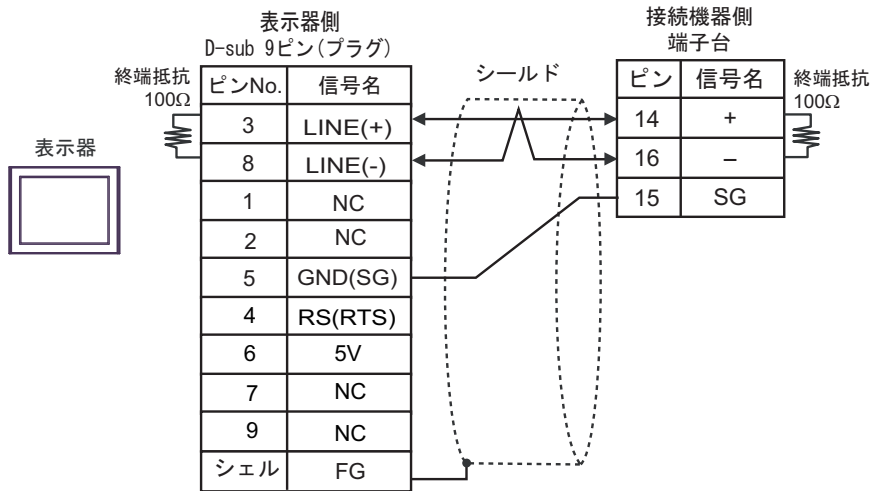 表示器側
D-sub 9ピン(プラグ)
接続機器側
端子台
終端抵抗
100Ω
シールド
終端抵抗
100Ω
表示器
ピンNo. 信号名
3 LINE(+)
8 LINE(-)
1 NC
2 NC
5 GND(SG)
4 RS(RTS)
6 5V
7 NC
9 NC
シェル FG
ピン 信号名
14 +
16 –
15 SG